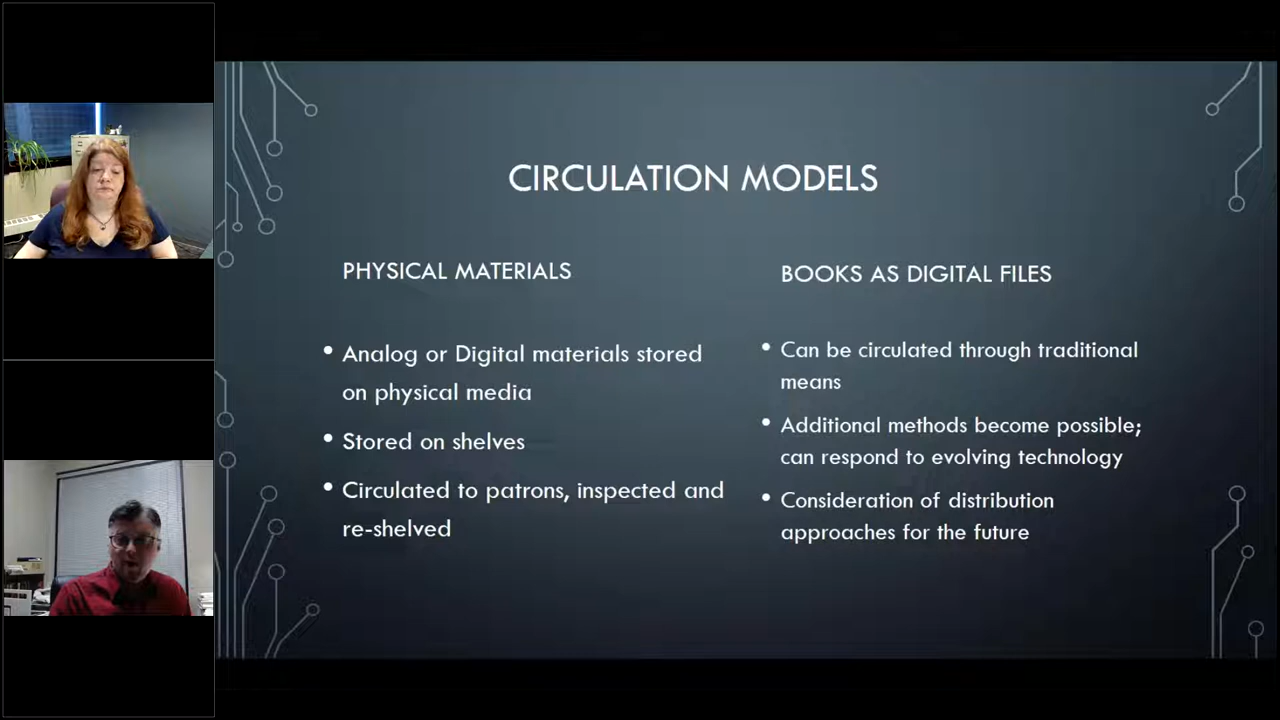 CIRCULATION MODELS
PHYSICAL MATERIALS
• Analog or Digital materials stored
on physical media
• Stored on shelves
• Circulated to patrons, inspected and
re-shelved
BOOKS AS DIGITAL FILES
• Can be circulated through traditional
means
• Additional methods become possible;
can respond to evolving technology
• Consideration of distribution
approaches for the future